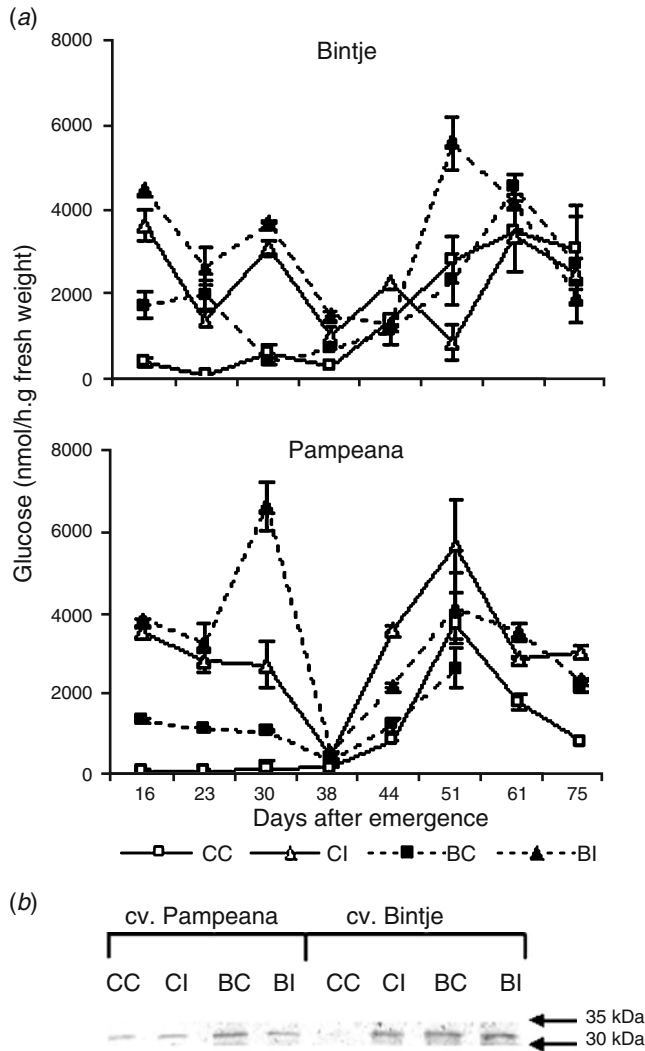 (a)
Bintje
8000
6000
4000
2000
0
Pampeana
8000
6000
4000
2000
0
Glucose (nmol/h.g fresh weight)
16 23 30 38 44 51 61 75
Days after emergence
CC CI BC BI
(b)
cv. Pampeana cv. Bintje
CC CI BC BI CC CI BC BI
35 kDa
30 kDa